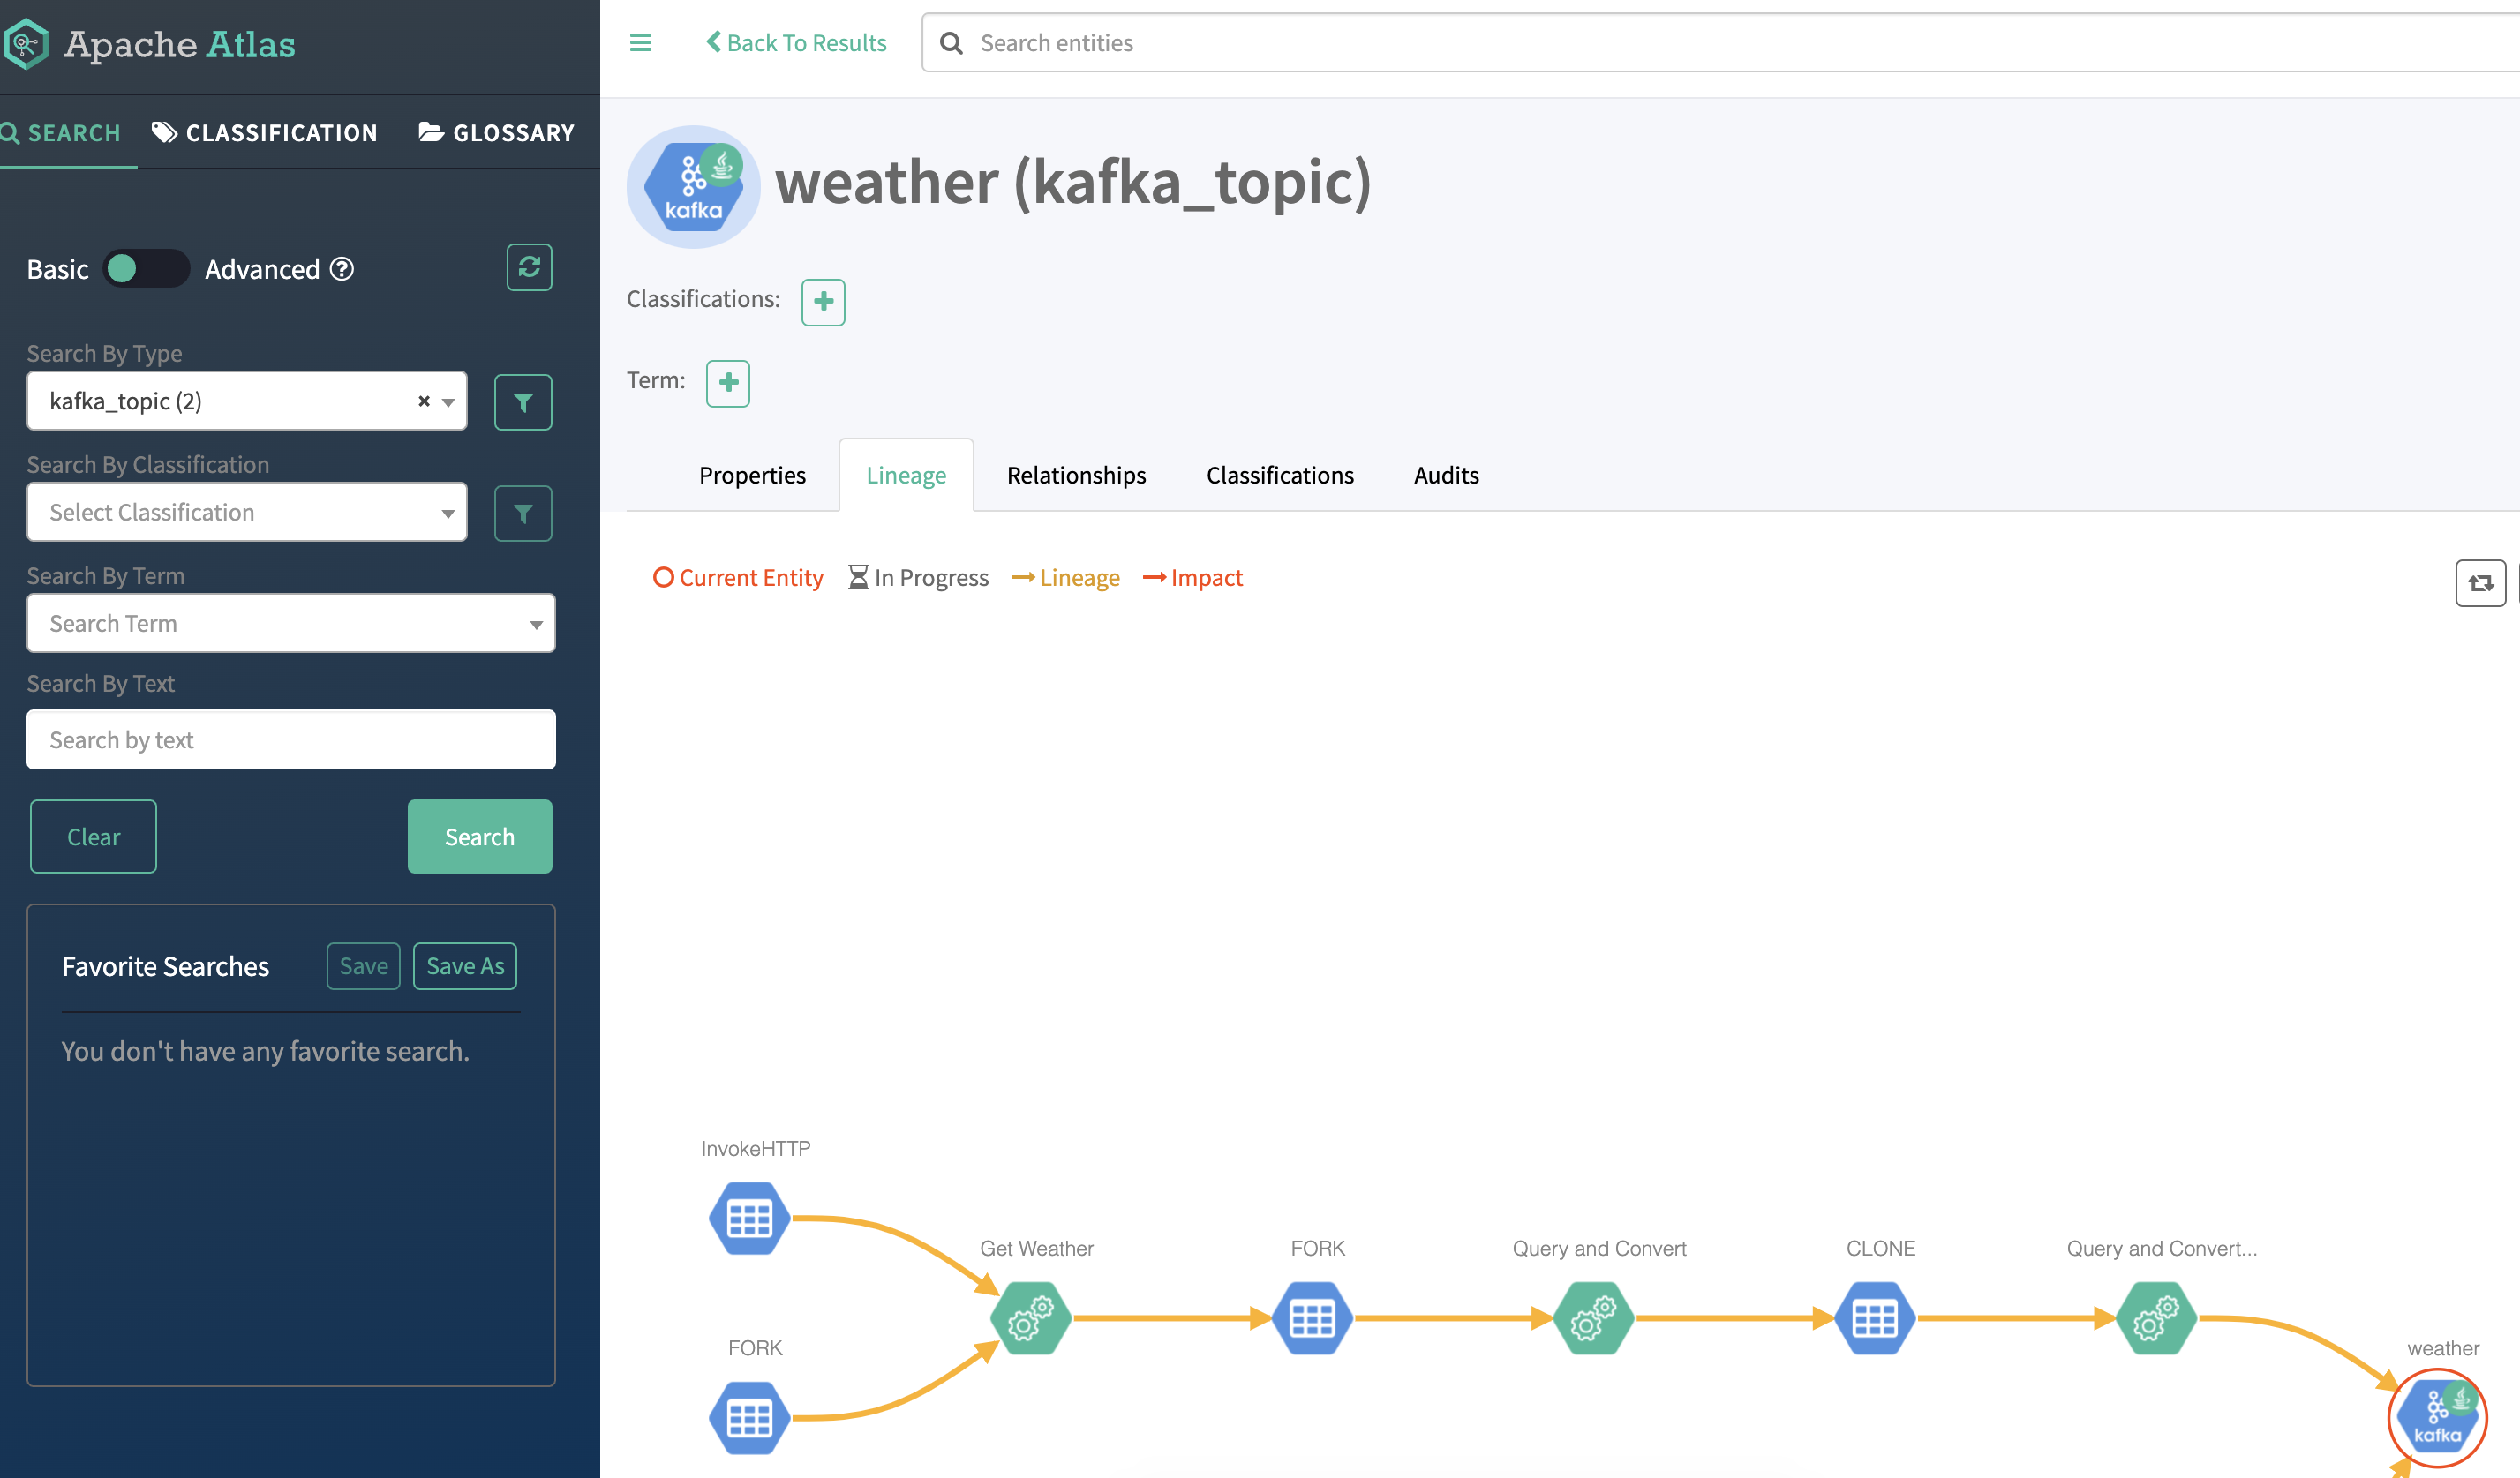 Apache Atlas
SEARCH CLASSIFICATION GLOSSARY
Basic Advanced ?
Search By Type
kafka_topic (2) ×
Search By Classification
Select Classification
Search By Term
Search Term
Search By Text
Search by text
Clear Search
Favorite Searches Save Save As
You don't have any favorite search.
Back To Results Search entities
kafka
weather (kafka_topic)
Classifications: +
Term: +
Properties Lineage Relationships Classifications Audits
Current Entity In Progress Lineage Impact
InvokeHTTP
Get Weather FORK Query and Convert CLONE Query and Convert...
FORK weather
kafka